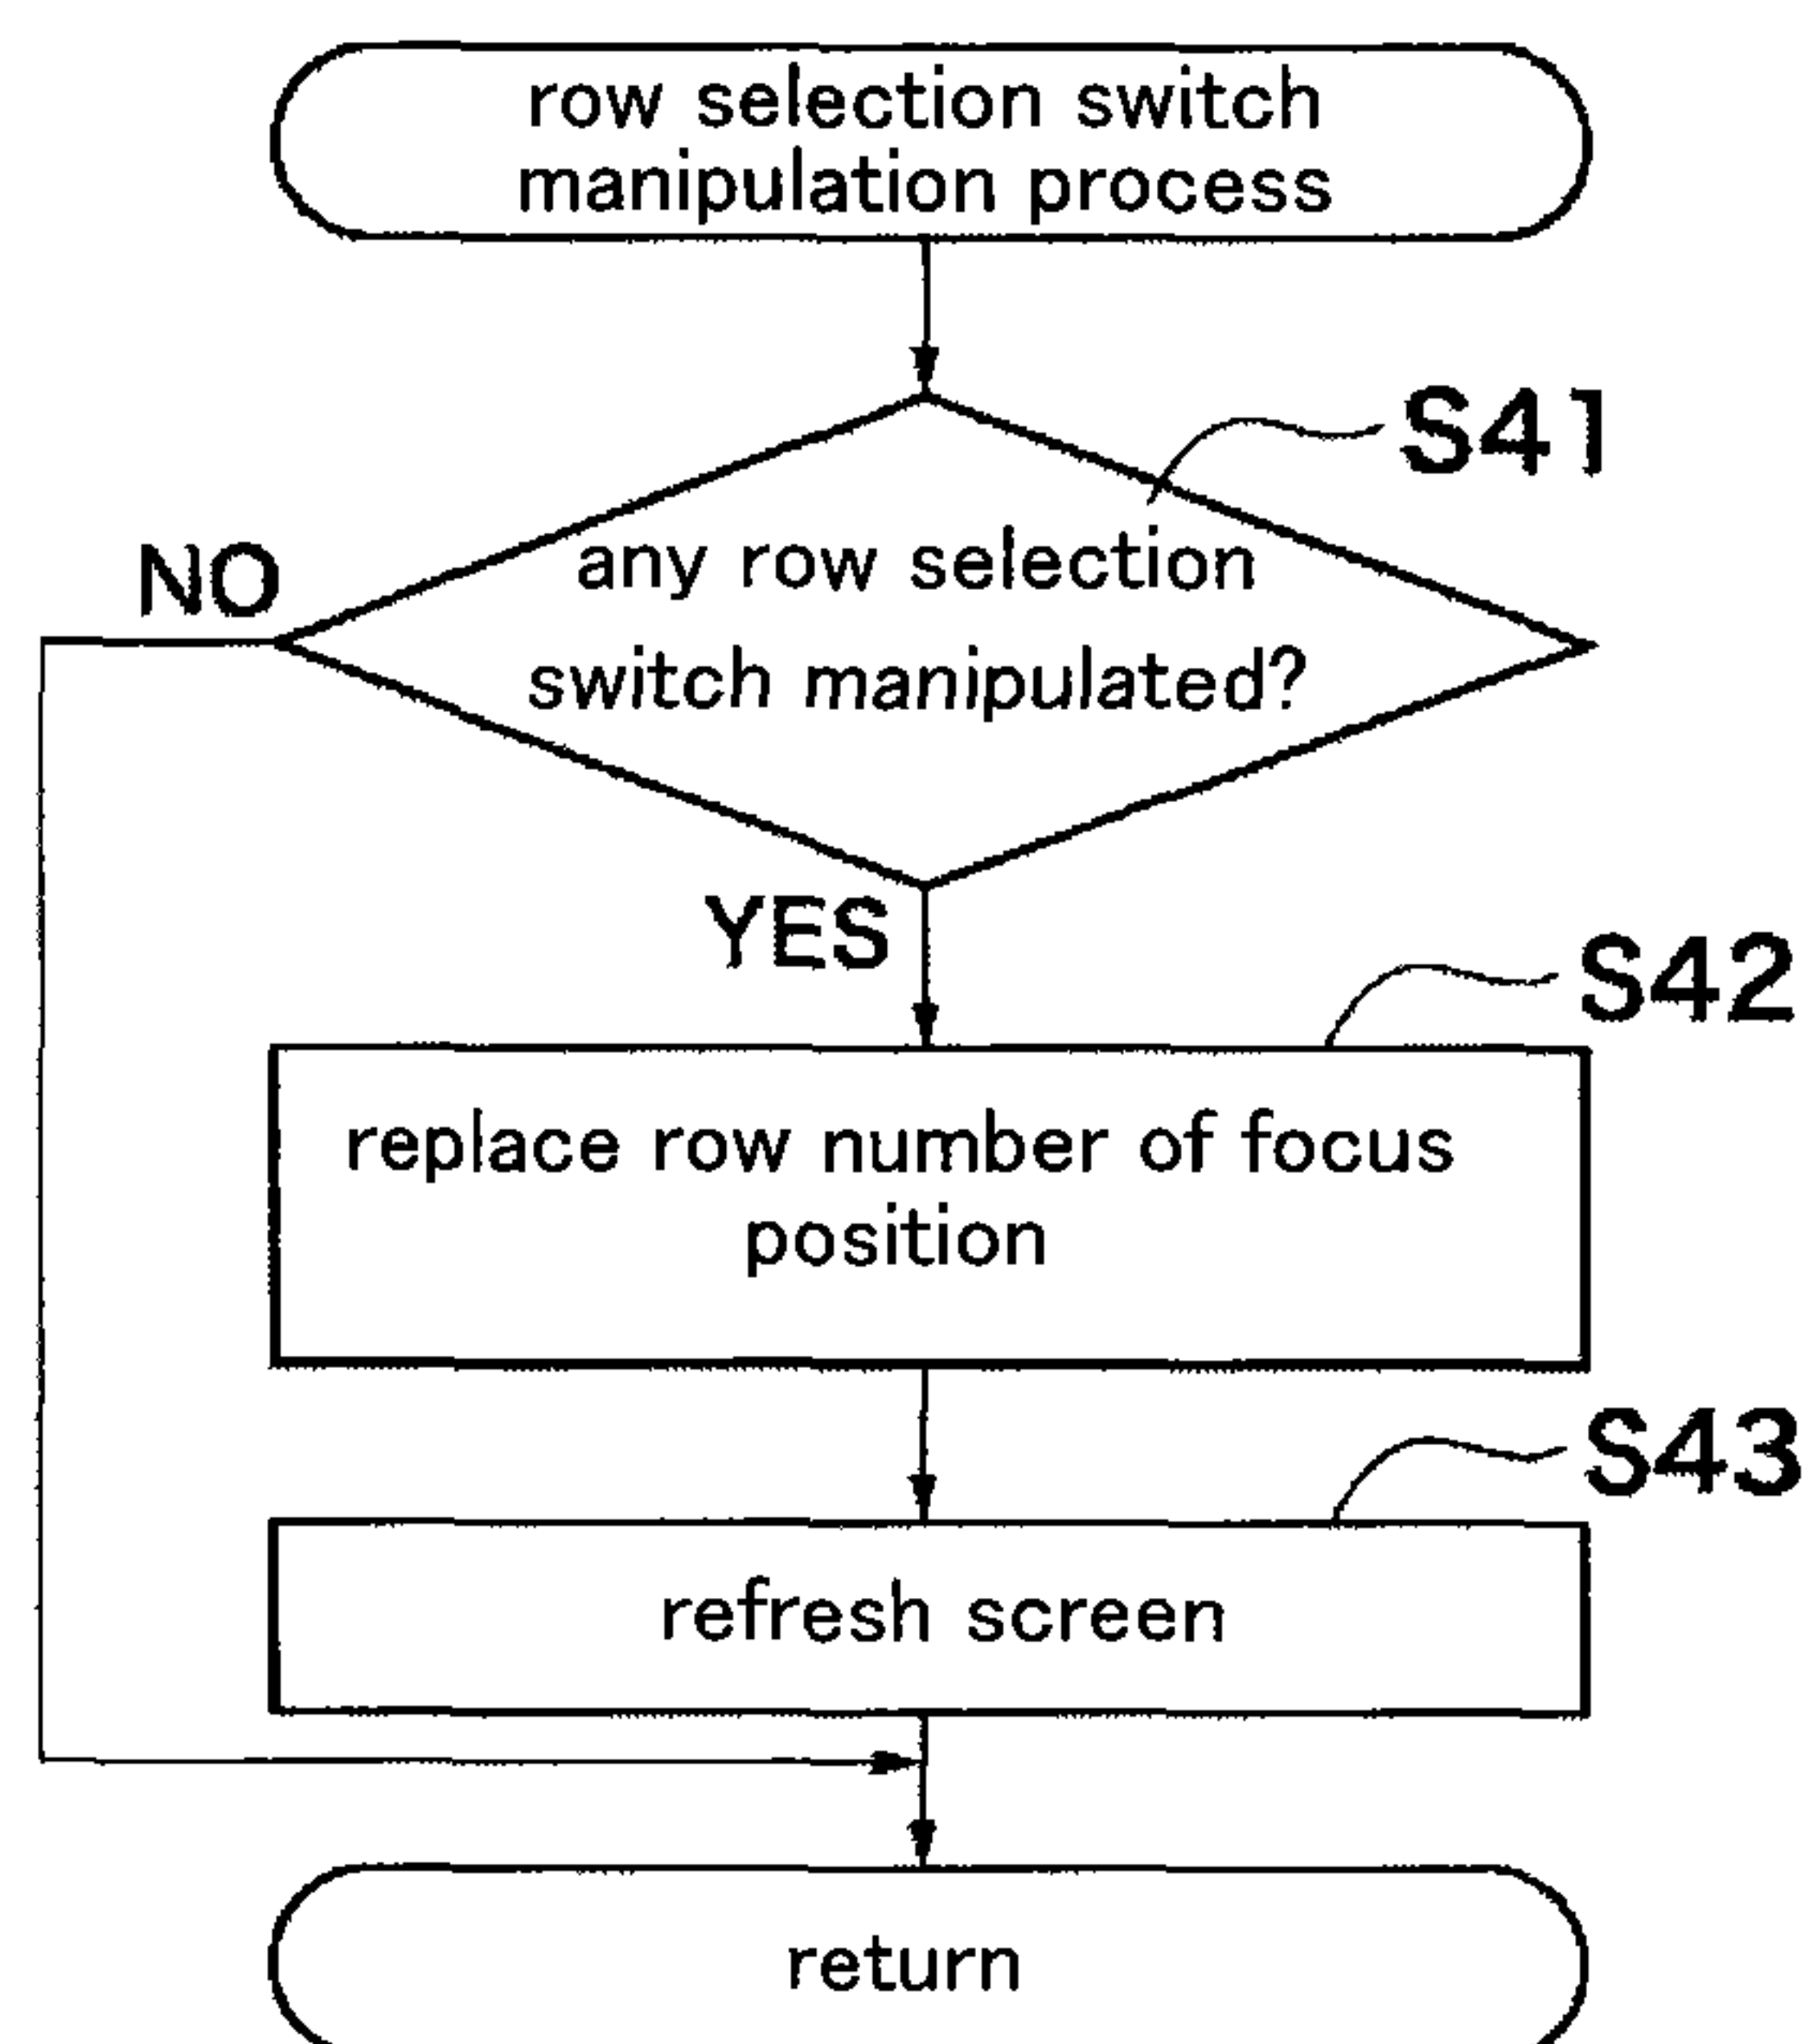 row selection switch
manipulation process
S41
NO
any row selection
switch manipulated?
YES
S42
replace row number of focus
position
S43
refresh screen
return